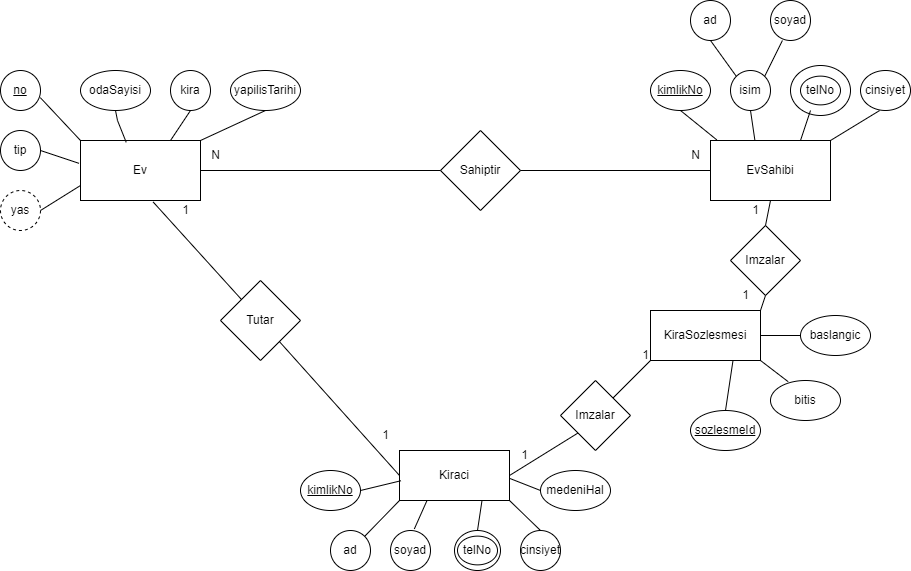 ad
soyad
no
odaSayisi
kira
yapilisTarihi
kimlikNo
isim
telNo
cinsiyet
tip
N
N
Ev
Sahiptir
EvSahibi
yas
1
1
Imzalar
1
Tutar
KiraSozlesmesi
baslangic
1
bitis
Imzalar
sozlesmeId
1
1
Kiraci
kimlikNo
medeniHal
ad
soyad
telNo
cinsiyet